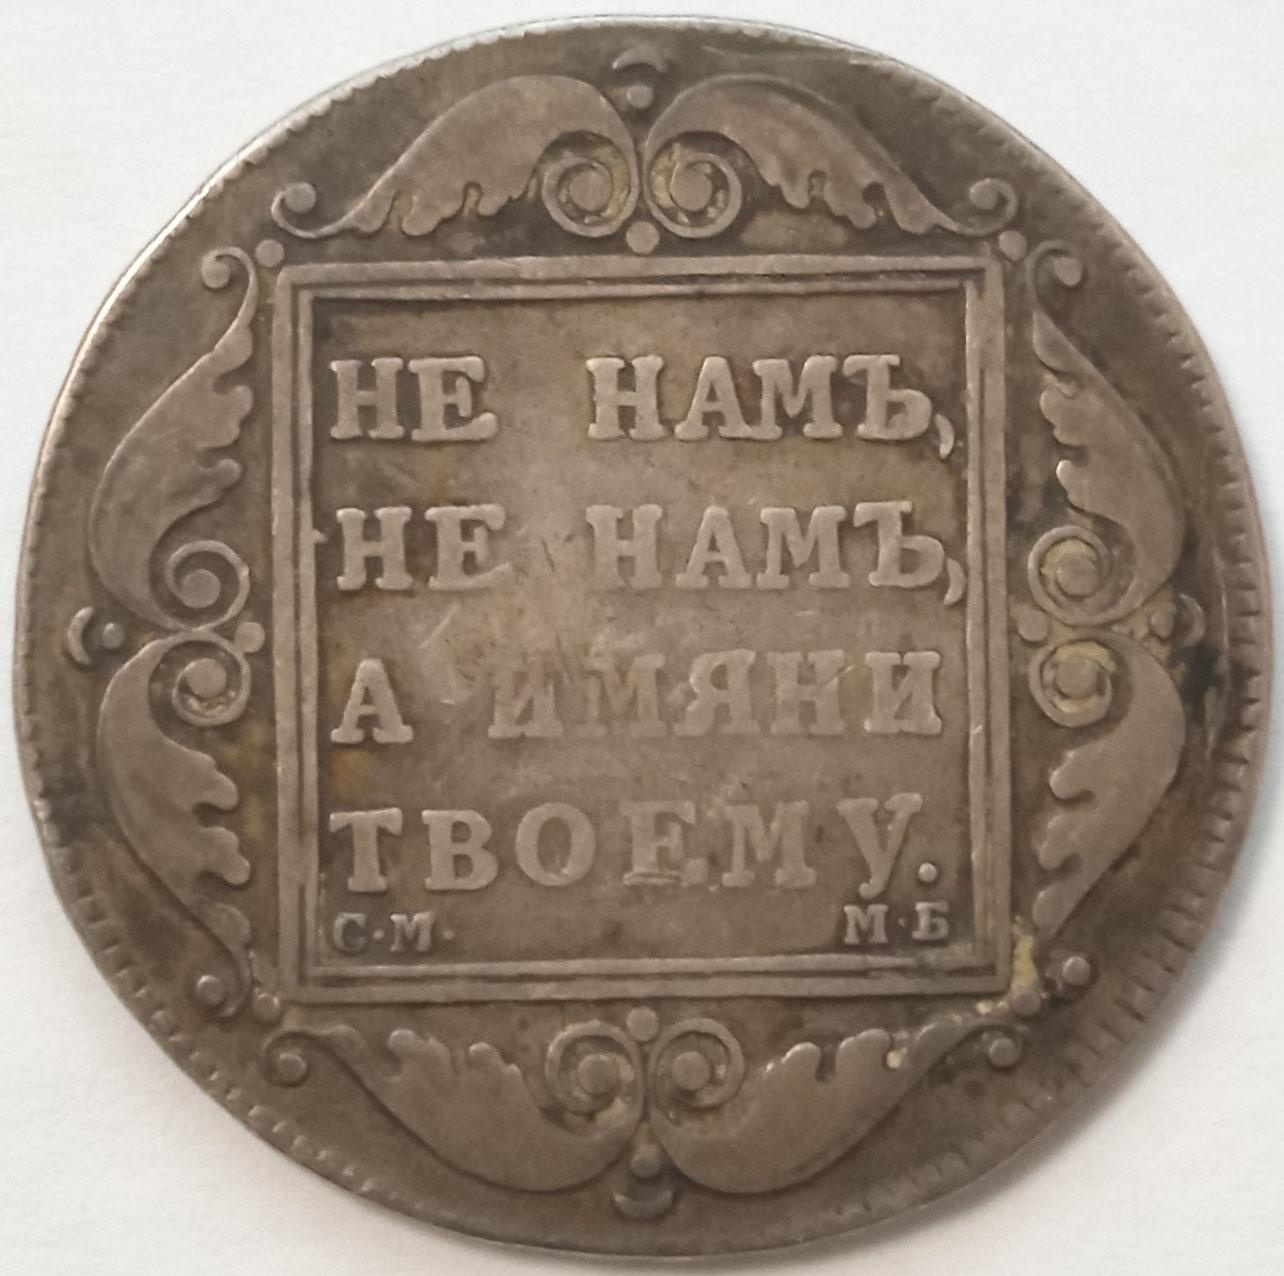 НЕ НАМЪ,
НЕ НАМЪ,
А ИМЯНИ
ТВОЕМУ.
С·М· М·Б